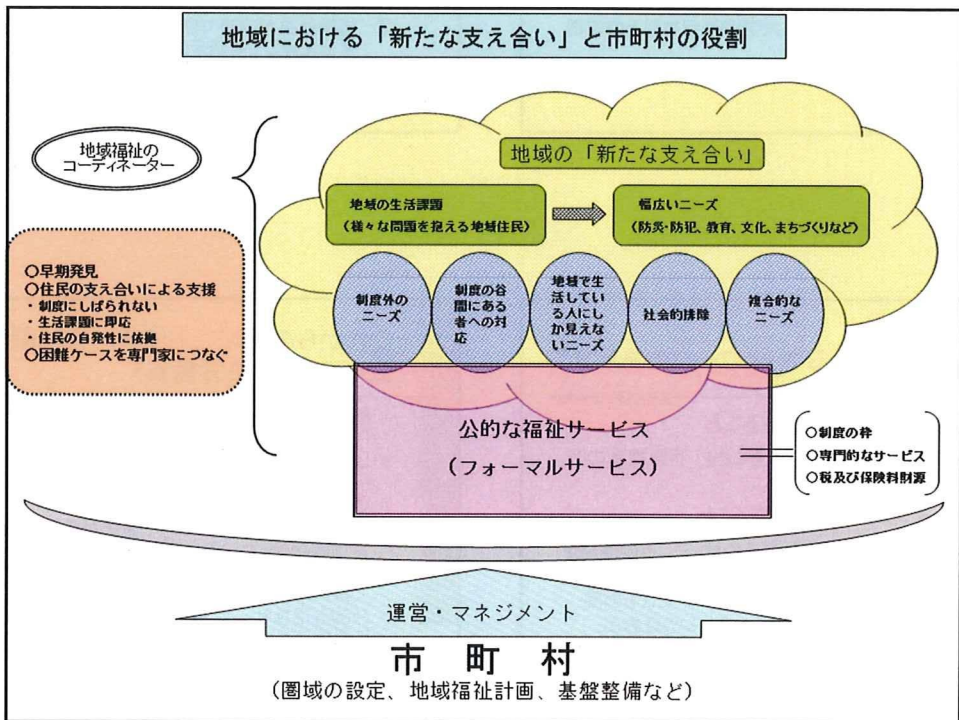 地域における「新たな支え合い」と市町村の役割
地域福祉の
コーディネーター
地域の「新たな支え合い」
地域の生活課題
(様々な問題を抱える地域住民)
幅広いニーズ
(防災・防犯、教育、文化、まちづくりなど)
○早期発見
○住民の支え合いによる支援
・制度にしばられない
・生活課題に即応
・住民の自発性に依拠
○困難ケースを専門家につなぐ
制度外の
ニーズ
制度の谷
間にある
者への対
応
地域で生
活してい
る人にし
か見えな
いニーズ
社会的排除
複合的な
ニーズ
公的な福祉サービス
(フォーマルサービス)
○制度の枠
○専門的なサービス
○税及び保険料財源
運営・マネジメント
市 町 村
(圏域の設定、地域福祉計画、基盤整備など)